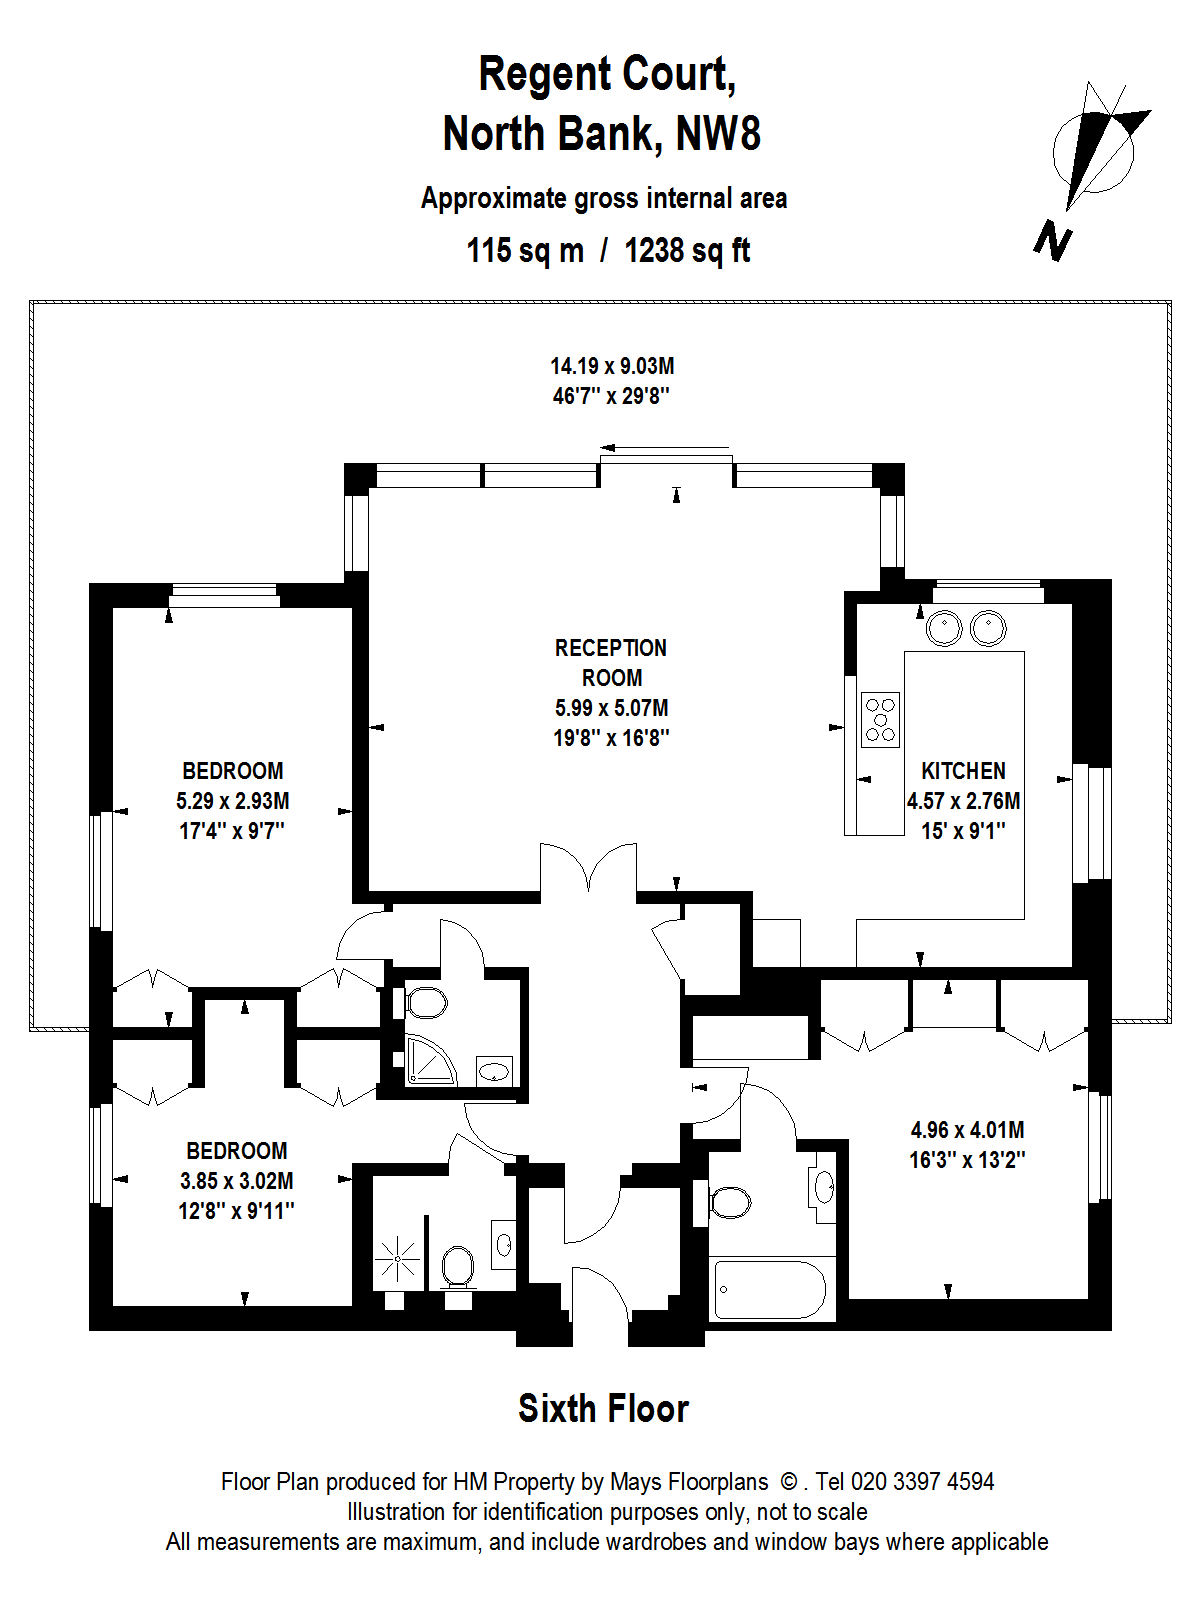 Regent Court,
North Bank, NW8
Approximate gross internal area
115 sq m / 1238 sq ft
N
14.19 x 9.03M
46'7" x 29'8"
RECEPTION
ROOM
5.99 x 5.07M
19'8" x 16'8"
BEDROOM
5.29 x 2.93M
17'4" x 9'7"
KITCHEN
4.57 x 2.76M
15' x 9'1"
BEDROOM
3.85 x 3.02M
12'8" x 9'11"
4.96 x 4.01M
16'3" x 13'2"
Sixth Floor
Floor Plan produced for HM Property by Mays Floorplans © . Tel 020 3397 4594
Illustration for identification purposes only, not to scale
All measurements are maximum, and include wardrobes and window bays where applicable